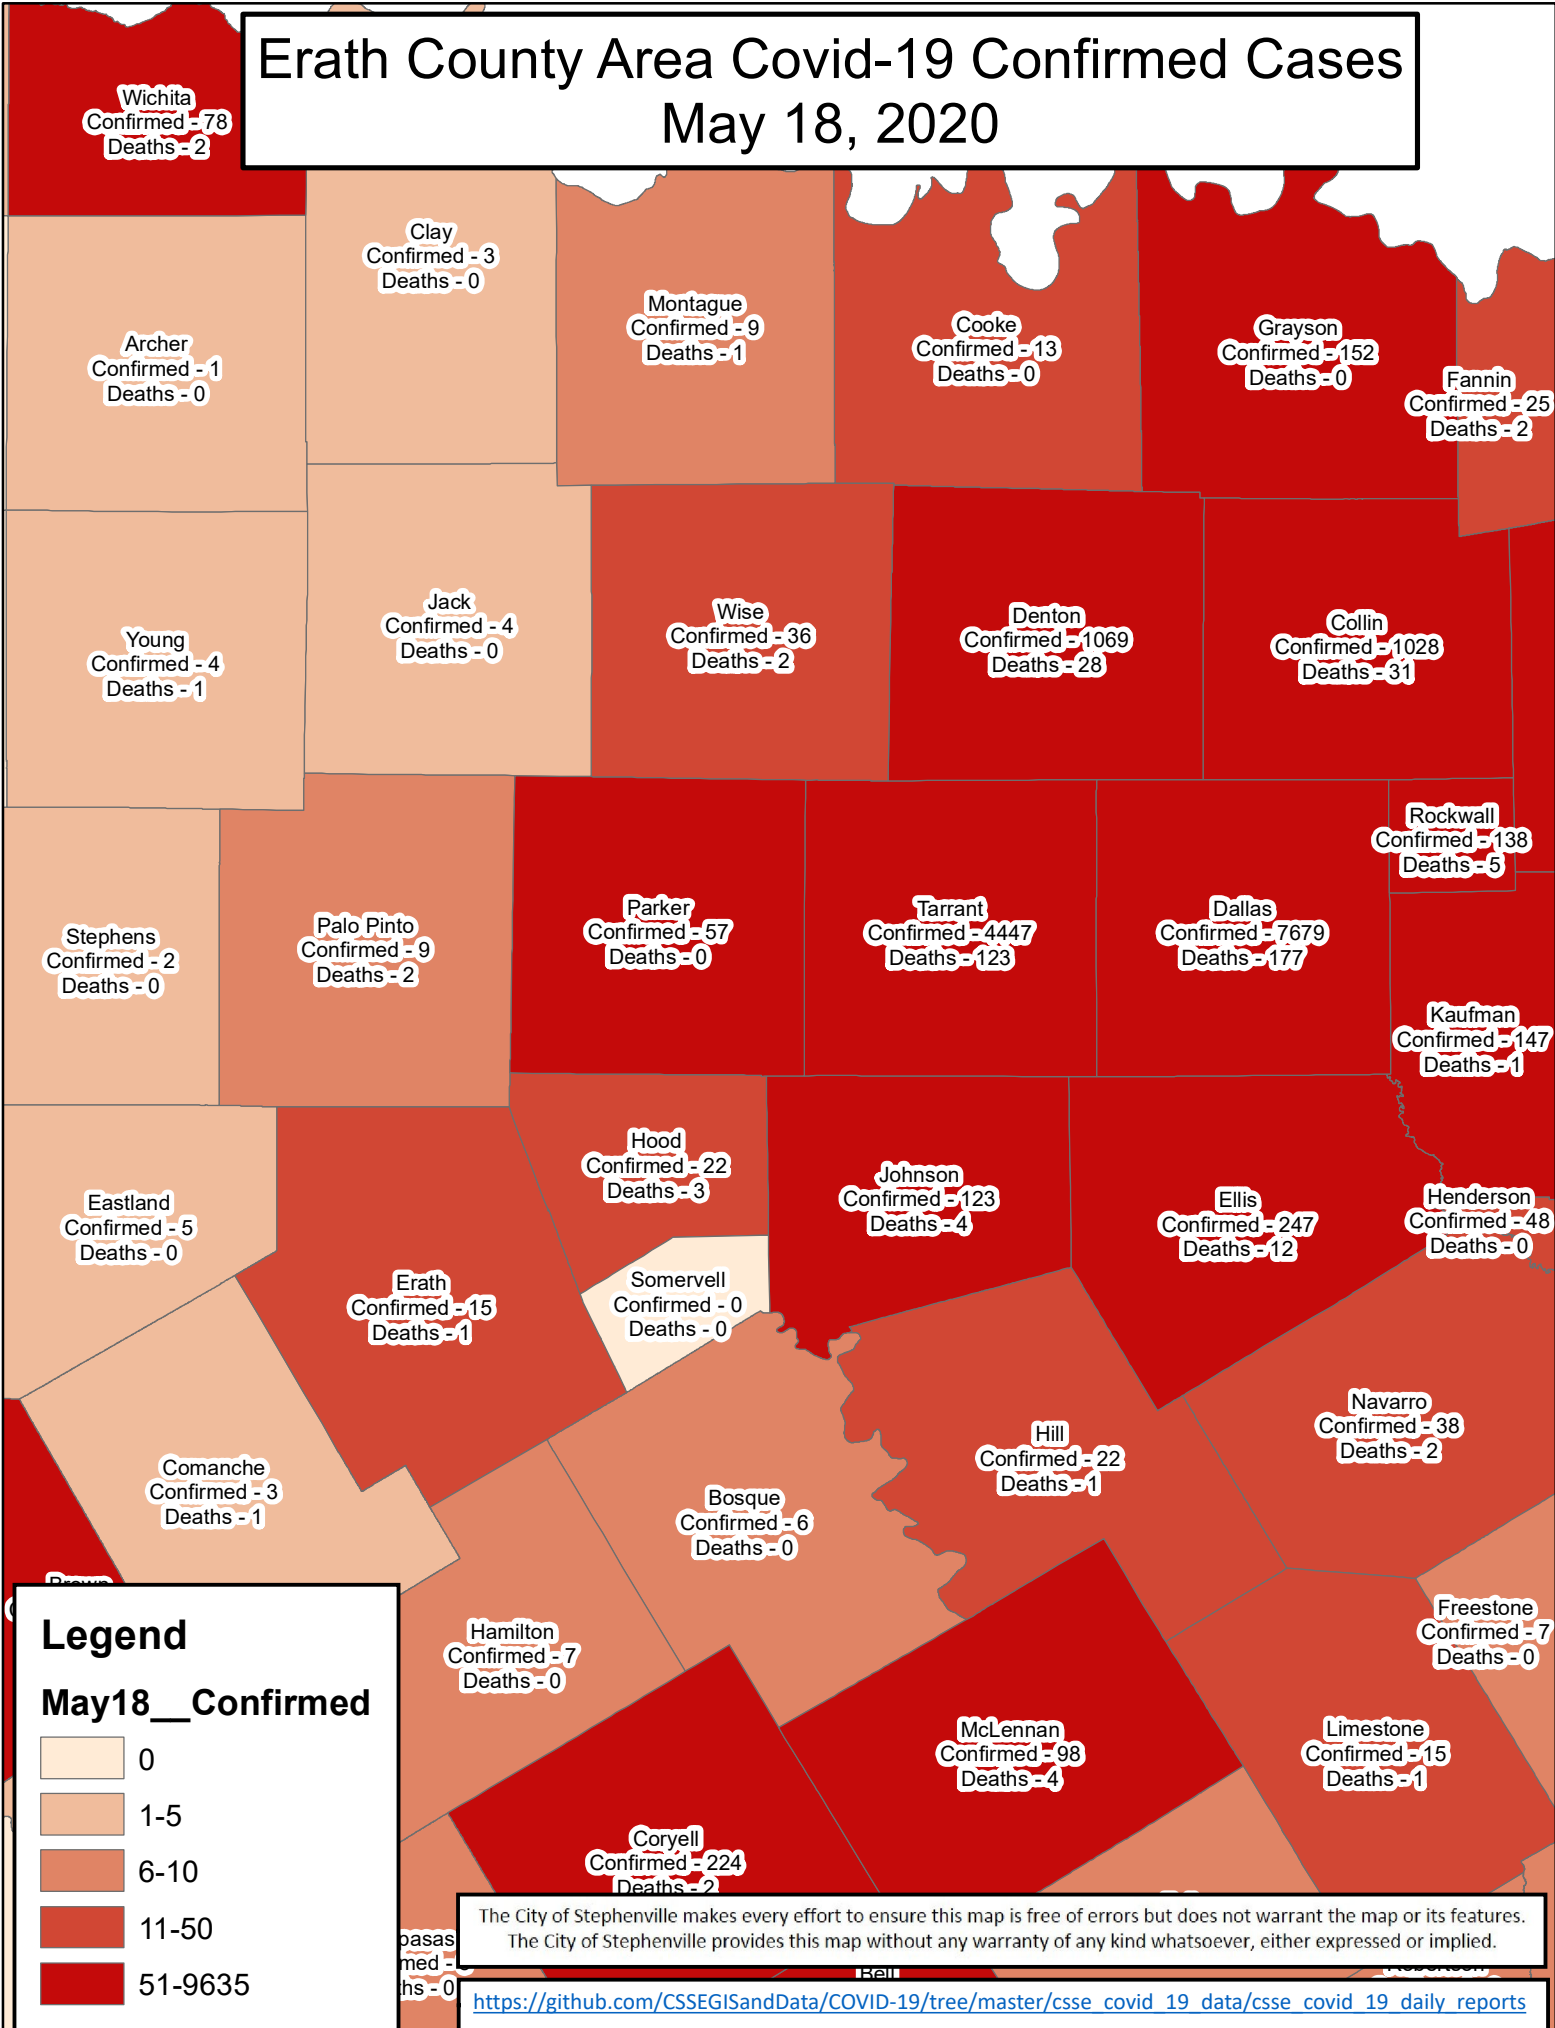 Erath County Area Covid-19 Confirmed Cases
May 18, 2020
Wichita
Confirmed - 78
Deaths - 2
Clay
Confirmed - 3
Deaths - 0
Montague
Confirmed - 9
Deaths - 1
Cooke
Confirmed - 13
Deaths - 0
Grayson
Confirmed - 152
Deaths - 0
Archer
Confirmed - 1
Deaths - 0
Fannin
Confirmed - 25
Deaths - 2
Young
Confirmed - 4
Deaths - 1
Jack
Confirmed - 4
Deaths - 0
Wise
Confirmed - 36
Deaths - 2
Denton
Confirmed - 1069
Deaths - 28
Collin
Confirmed - 1028
Deaths - 31
Rockwall
Confirmed - 138
Deaths - 5
Stephens
Confirmed - 2
Deaths - 0
Palo Pinto
Confirmed - 9
Deaths - 2
Parker
Confirmed - 57
Deaths - 0
Tarrant
Confirmed - 4447
Deaths - 123
Dallas
Confirmed - 7679
Deaths - 177
Kaufman
Confirmed - 147
Deaths - 1
Eastland
Confirmed - 5
Deaths - 0
Hood
Confirmed - 22
Deaths - 3
Johnson
Confirmed - 123
Deaths - 4
Ellis
Confirmed - 247
Deaths - 12
Henderson
Confirmed - 48
Deaths - 0
Erath
Confirmed - 15
Deaths - 1
Somervell
Confirmed - 0
Deaths - 0
Comanche
Confirmed - 3
Deaths - 1
Bosque
Confirmed - 6
Deaths - 0
Hill
Confirmed - 22
Deaths - 1
Navarro
Confirmed - 38
Deaths - 2
Brown
Hamilton
Confirmed - 7
Deaths - 0
Freestone
Confirmed - 7
Deaths - 0
McLennan
Confirmed - 98
Deaths - 4
Limestone
Confirmed - 15
Deaths - 1
Coryell
Confirmed - 224
Deaths - 2
pasas
med -
ths - 0
Bell
Robertson
Legend
May18__Confirmed
0
1-5
6-10
11-50
51-9635
The City of Stephenville makes every effort to ensure this map is free of errors but does not warrant the map or its features.
The City of Stephenville provides this map without any warranty of any kind whatsoever, either expressed or implied.
https://github.com/CSSEGISandData/COVID-19/tree/master/csse_covid_19_data/csse_covid_19_daily_reports